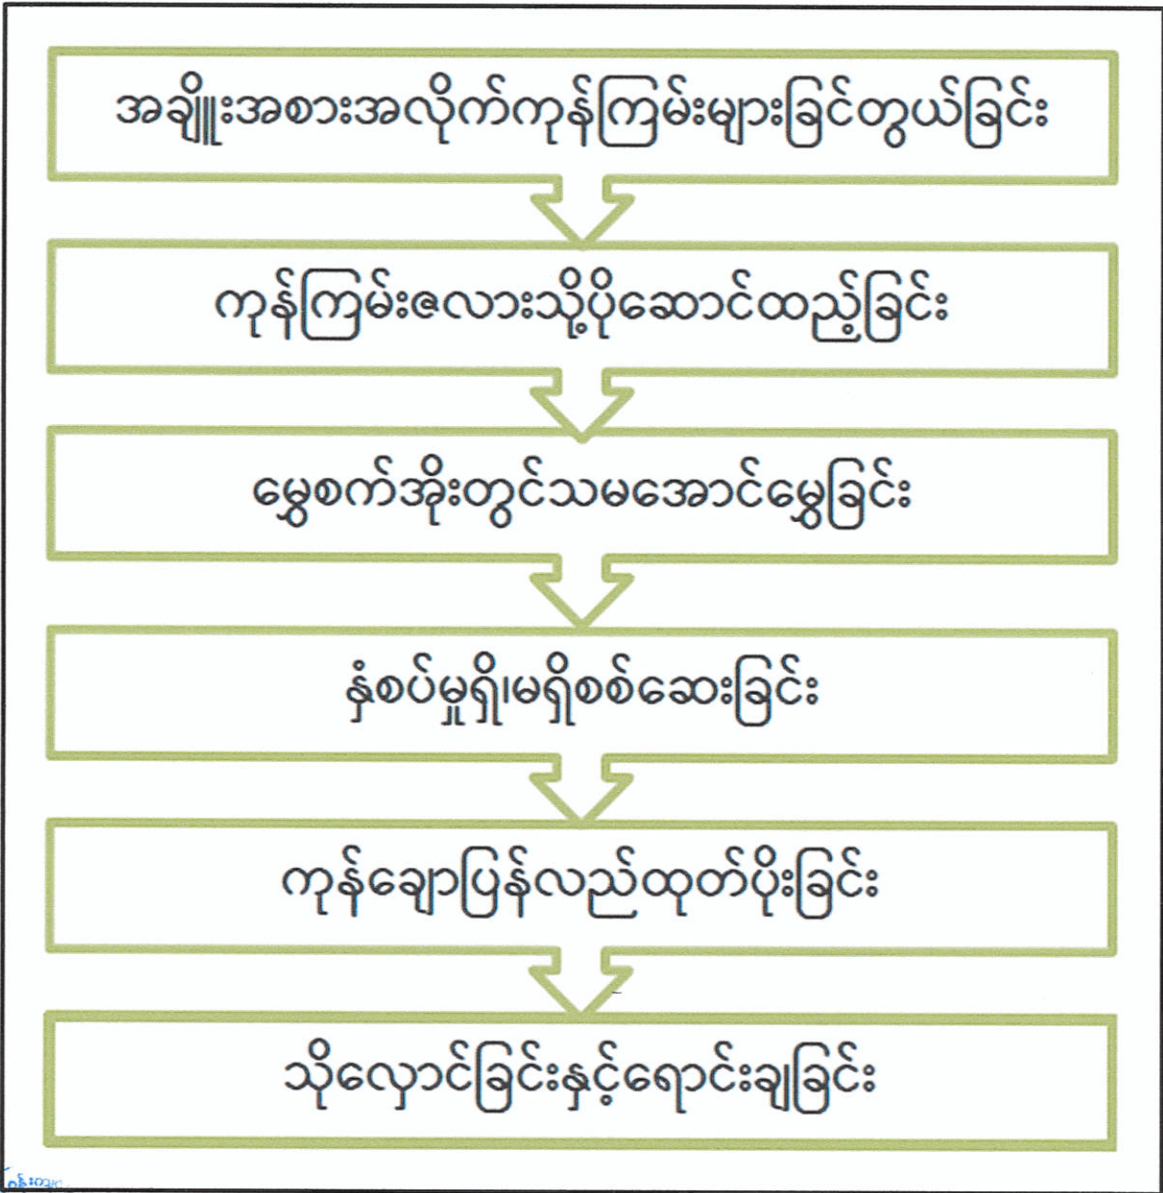 အချိူးအစားအလိုက်ကုန်ကြမ်းများခြင်တွယ်ခြင်း
ကုန်ကြမ်းဇလားသို့ပိုဆောင်ထည့်ခြင်း
မွှေစက်အိုးတွင်သမအောင်မွှေခြင်း
နှံစပ်မှုရှိ၊မရှိစစ်ဆေးခြင်း
ကုန်ချောပြန်လည်ထုတ်ပိုးခြင်း
သိုလှောင်ခြင်းနှင့်ရောင်းချခြင်း